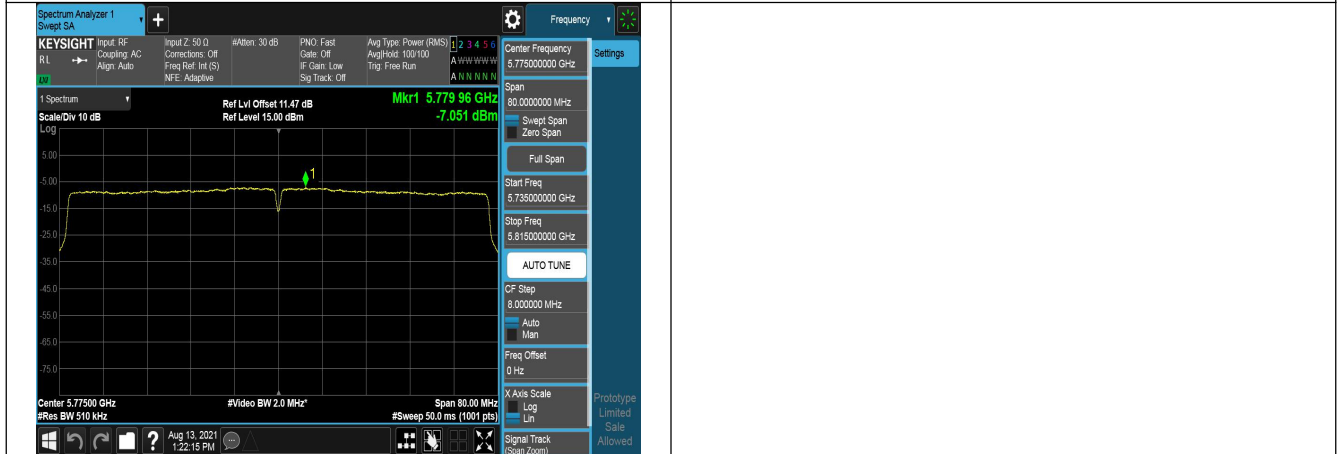 Spectrum Analyzer 1
Swept SA
+
Frequency
KEYSIGHT
RL
LXI
Input: RF
Coupling: AC
Align: Auto
Input Z: 50 Ω
Corrections: Off
Freq Ref: Int (S)
NFE: Adaptive
#Atten: 30 dB
PNO: Fast
Gate: Off
IF Gain: Low
Sig Track: Off
Avg Type: Power (RMS)
Avg|Hold: 100/100
Trig: Free Run
1 2 3 4 5 6
A W W W W W
A N N N N N
1 Spectrum
Scale/Div 10 dB
Log
Ref Lvl Offset 11.47 dB
Ref Level 15.00 dBm
Mkr1 5.779 96 GHz
-7.051 dBm
5.00
-5.00
-15.0
-25.0
-35.0
-45.0
-55.0
-65.0
-75.0
1
Center 5.77500 GHz
#Res BW 510 kHz
#Video BW 2.0 MHz*
Span 80.00 MHz
#Sweep 50.0 ms (1001 pts)
Aug 13, 2021
1:22:15 PM
?
Center Frequency
5.775000000 GHz
Settings
Span
80.0000000 MHz
Swept Span
Zero Span
Full Span
Start Freq
5.735000000 GHz
Stop Freq
5.815000000 GHz
AUTO TUNE
CF Step
8.000000 MHz
Auto
Man
Freq Offset
0 Hz
X Axis Scale
Log
Lin
Signal Track
(Span Zoom)
Prototype
Limited
Sale
Allowed